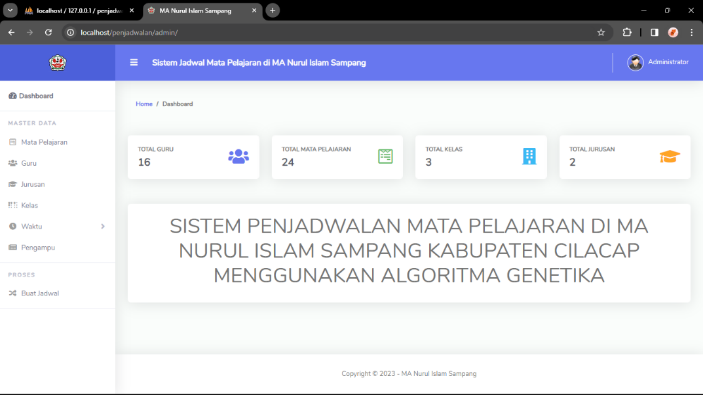 localhost / 127.0.0.1 / penjadw
MA Nurul Islam Sampang
localhost/penjadwalan/admin/
Sistem Jadwal Mata Pelajaran di MA Nurul Islam Sampang
Administrator
Dashboard
MASTER DATA
Mata Pelajaran
Guru
Jurusan
Kelas
Waktu
Pengampu
PROSES
Buat Jadwal
Home / Dashboard
TOTAL GURU
16
TOTAL MATA PELAJARAN
24
TOTAL KELAS
3
TOTAL JURUSAN
2
SISTEM PENJADWALAN MATA PELAJARAN DI MA
NURUL ISLAM SAMPANG KABUPATEN CILACAP
MENGGUNAKAN ALGORITMA GENETIKA
Copyright © 2023 - MA Nurul Islam Sampang